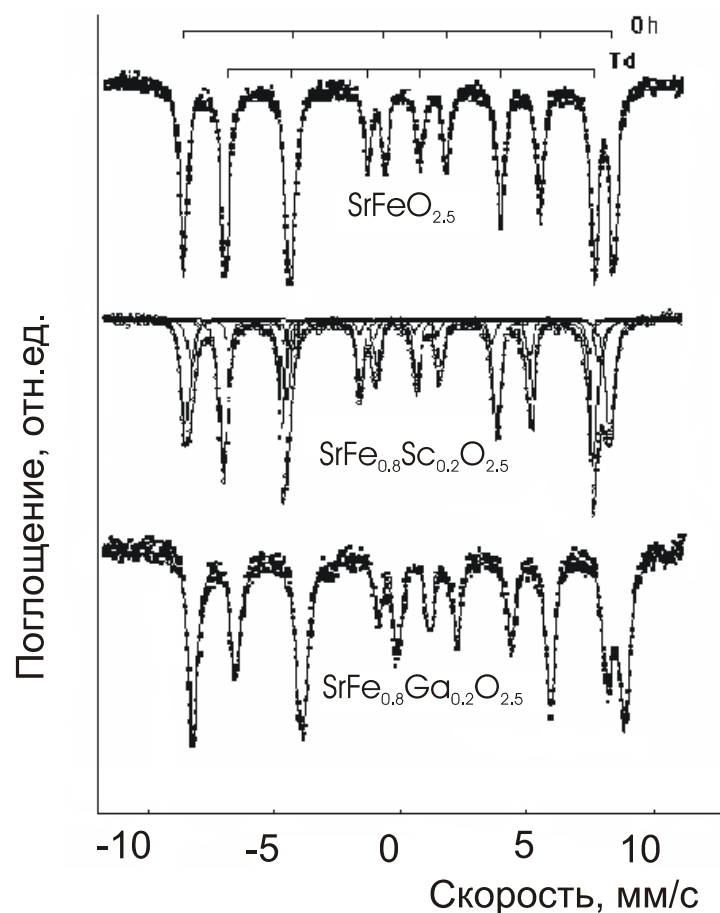 Oh
Td
SrFeO₂.₅
SrFe₀.₈Sc₀.₂O₂.₅
SrFe₀.₈Ga₀.₂O₂.₅
Поглощение, отн.ед.
-10 -5 0 5 10
Скорость, мм/с